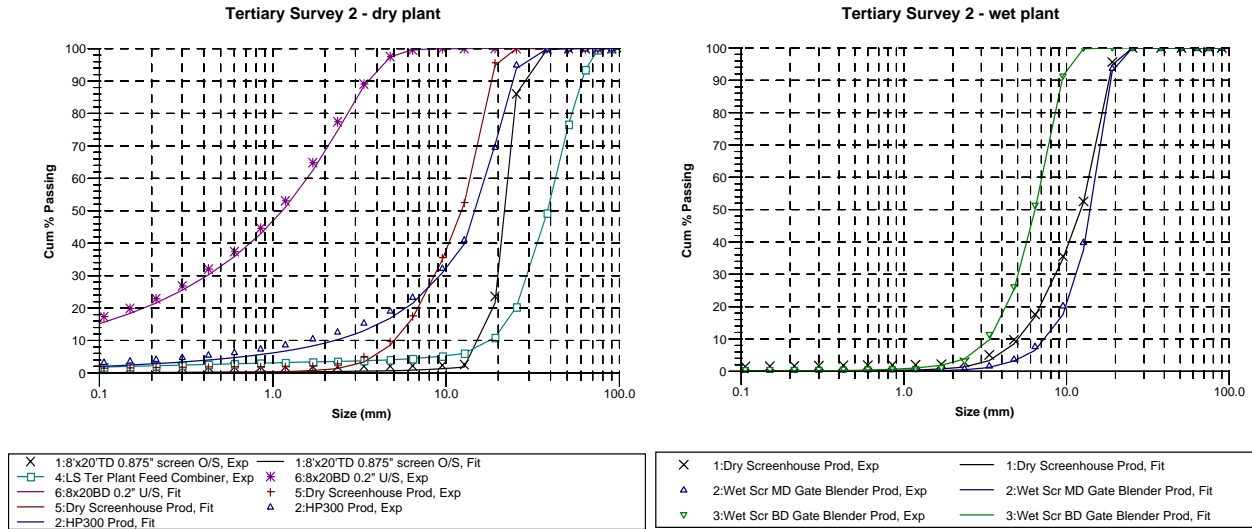 Tertiary Survey 2 - dry plant
Cum % Passing
100
90
80
70
60
50
40
30
20
10
0
0.1
1.0
10.0
100.0
Size (mm)
1:8'x20'TD 0.875" screen O/S, Exp
1:8'x20'TD 0.875" screen O/S, Fit
4:LS Ter Plant Feed Combiner, Exp
6:8x20BD 0.2" U/S, Exp
6:8x20BD 0.2" U/S, Fit
5:Dry Screenhouse Prod, Exp
5:Dry Screenhouse Prod, Fit
2:HP300 Prod, Exp
2:HP300 Prod, Fit
Tertiary Survey 2 - wet plant
Cum % Passing
100
90
80
70
60
50
40
30
20
10
0
0.1
1.0
10.0
100.0
Size (mm)
1:Dry Screenhouse Prod, Exp
1:Dry Screenhouse Prod, Fit
2:Wet Scr MD Gate Blender Prod, Exp
2:Wet Scr MD Gate Blender Prod, Fit
3:Wet Scr BD Gate Blender Prod, Exp
3:Wet Scr BD Gate Blender Prod, Fit